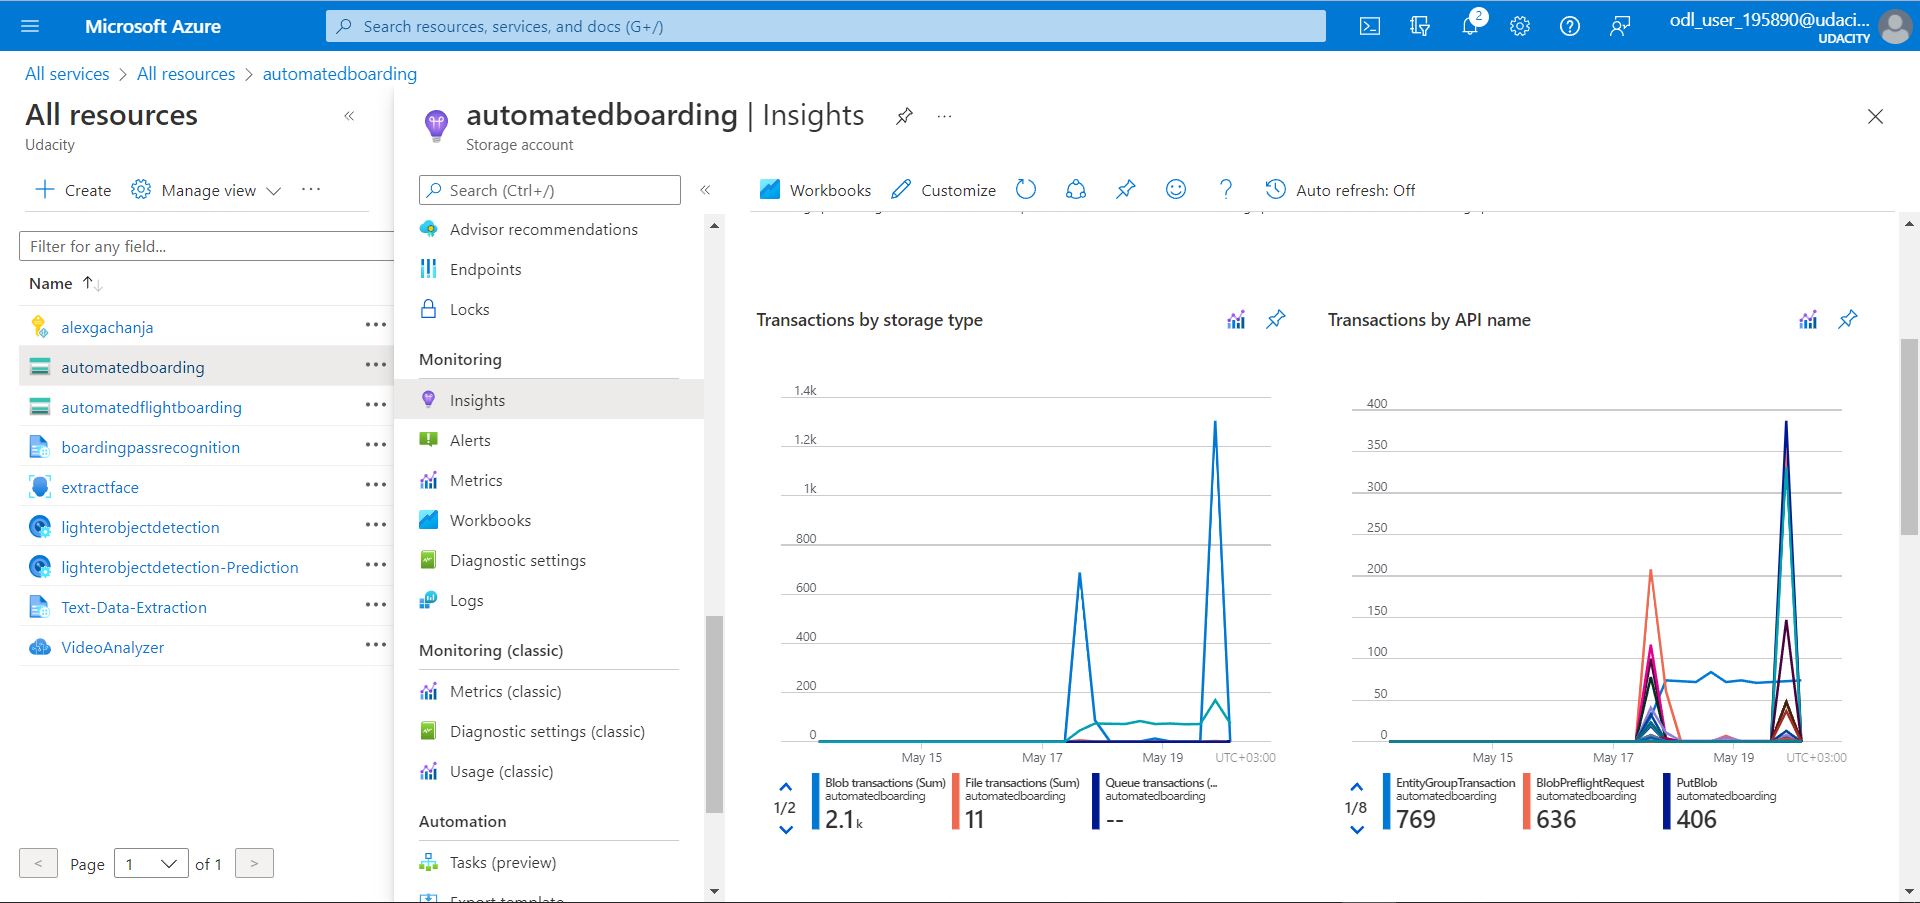 Microsoft Azure
Search resources, services, and docs (G+/)
2
odl_user_195890@udaci...
UDACITY
All services > All resources > automatedboarding
All resources
«
Udacity
+ Create
Manage view
...
Filter for any field...
Name ↑↓
alexgachanja ...
automatedboarding ...
automatedflightboarding ...
boardingpassrecognition ...
extractface ...
lighterobjectdetection ...
lighterobjectdetection-Prediction ...
Text-Data-Extraction ...
VideoAnalyzer ...
< Page 1 of 1 >
automatedboarding | Insights
...
Storage account
Search (Ctrl+/)
«
Advisor recommendations
Endpoints
Locks
Monitoring
Insights
Alerts
Metrics
Workbooks
Diagnostic settings
Logs
Monitoring (classic)
Metrics (classic)
Diagnostic settings (classic)
Usage (classic)
Automation
Tasks (preview)
Export template
Workbooks
Customize
?
Auto refresh: Off
Transactions by storage type
1.4k
1.2k
1k
800
600
400
200
0
May 15
May 17
May 19
UTC+03:00
1/2
Blob transactions (Sum)
automatedboarding
2.1k
File transactions (Sum)
automatedboarding
11
Queue transactions (...
automatedboarding
--
Transactions by API name
400
350
300
250
200
150
100
50
0
May 15
May 17
May 19
UTC+03:00
1/8
EntityGroupTransaction
automatedboarding
769
BlobPreflightRequest
automatedboarding
636
PutBlob
automatedboarding
406